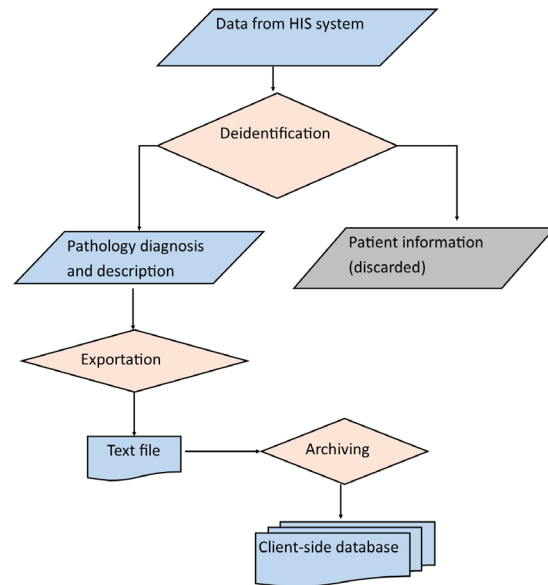 Data from HIS system
Deidentification
Pathology diagnosis
and description
Patient information
(discarded)
Exportation
Text file
Archiving
Client-side database